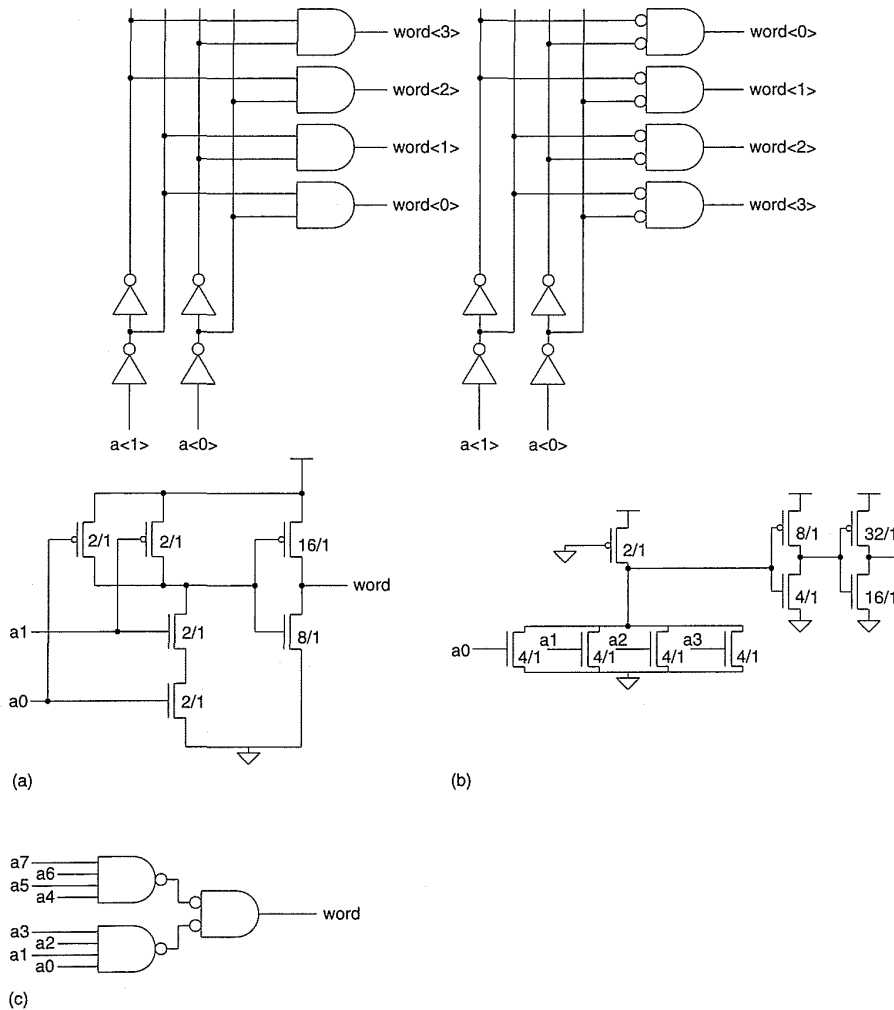 word<3>
word<2>
word<1>
word<0>
a<1>
a<0>
word<0>
word<1>
word<2>
word<3>
a<1>
a<0>
2/1
2/1
16/1
word
a1
2/1
8/1
a0
2/1
(a)
2/1
8/1
32/1
4/1
16/1
a0
a1
a2
a3
4/1
4/1
4/1
4/1
(b)
a7
a6
a5
a4
a3
a2
a1
a0
word
(c)